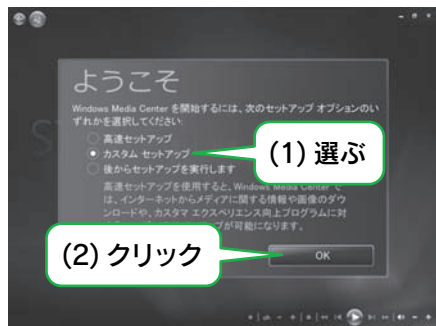 ようこそ
Windows Media Center を開始するには、次のセットアップ オプションのい
ずれかを選択してください:
高速セットアップ
カスタム セットアップ
(1) 選ぶ
後からセットアップを実行します
高速セットアップを使用すると、Windows Media Center で
は、インターネットからメディアに関する情報や画像のダウ
ンロードや、カスタマ エクスペリエンス向上プログラムに対
が可能になります。
(2) クリック
OK